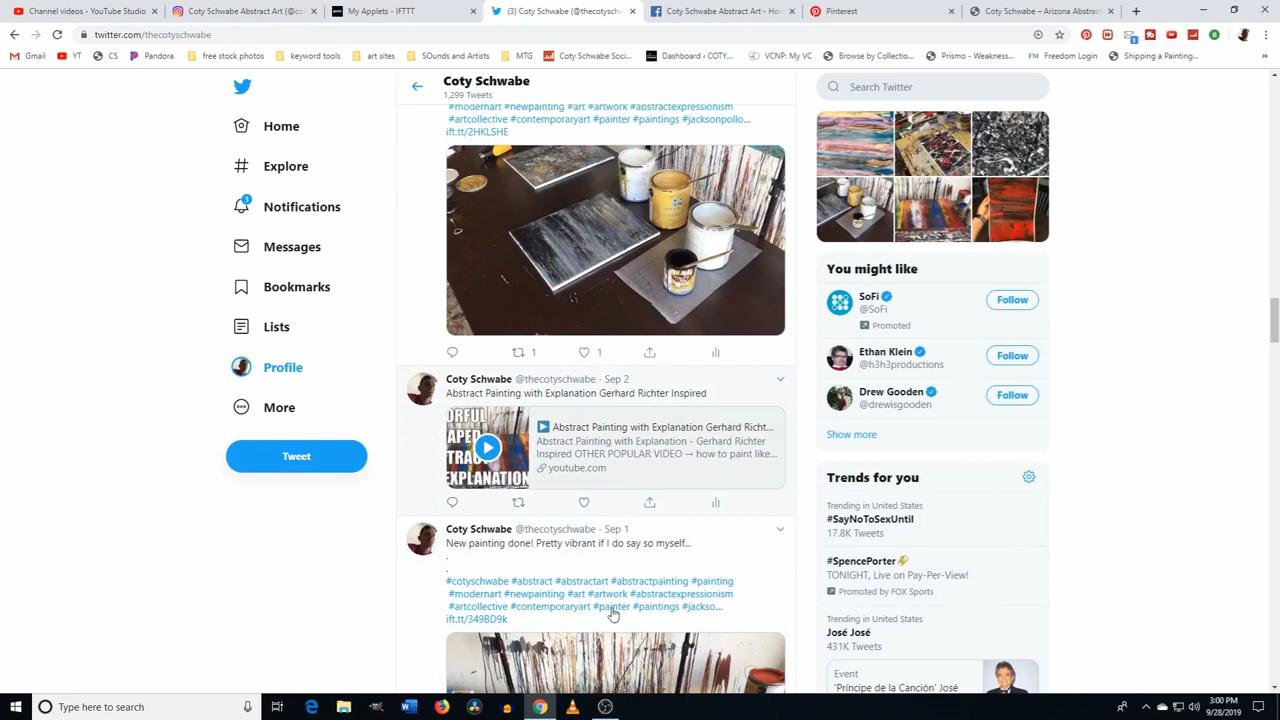 Channel videos - YouTube Studio
Instagram
Coty Schwabe Abstract Art (@co
My Applets - IFTTT
(3) Coty Schwabe (@thecotysch
Coty Schwabe Abstract Art - Ho
Pinterest
Coty Schwabe – Arizona Abstract
twitter.com/thecotyschwabe
Gmail
YT
Pandora
free stock photos
keyword tools
art sites
SOunds and Artists
MTG
Coty Schwabe Soci...
Dashboard ‹ COTY...
VCNP: My VC
Browse by Collectio...
Prismo - Weakness...
Freedom Login
Shipping a Painting...
»
Home
Explore
3
Notifications
Messages
Bookmarks
Lists
Profile
More
Tweet
Coty Schwabe
1,299 Tweets
#modernart #newpainting #art #artwork #abstractexpressionism
#artcollective #contemporaryart #painter #paintings #jacksonpollo...
ift.tt/2HKLSHE
1
1
Coty Schwabe @thecotyschwabe · Sep 2
Abstract Painting with Explanation Gerhard Richter Inspired
EXPLANATION
Abstract Painting with Explanation Gerhard Richt...
Abstract Painting with Explanation - Gerhard Richter
Inspired OTHER POPULAR VIDEO → how to paint like...
youtube.com
Coty Schwabe @thecotyschwabe · Sep 1
New painting done! Pretty vibrant if I do say so myself...
.
.
#cotyschwabe #abstract #abstractart #abstractpainting #painting
#modernart #newpainting #art #artwork #abstractexpressionism
#artcollective #contemporaryart #painter #paintings #jackso...
ift.tt/349BD9k
Search Twitter
You might like
SoFi
@SoFi
Promoted
Follow
Ethan Klein
@h3h3productions
Follow
Drew Gooden
@drewisgooden
Follow
Show more
Trends for you
Trending in United States
#SayNoToSexUntil
17.8K Tweets
#SpencePorter
TONIGHT, Live on Pay-Per-View!
Promoted by FOX Sports
Trending in United States
José José
431K Tweets
Event
'Príncipe de la Canción' José
Type here to search
3:00 PM
9/28/2019